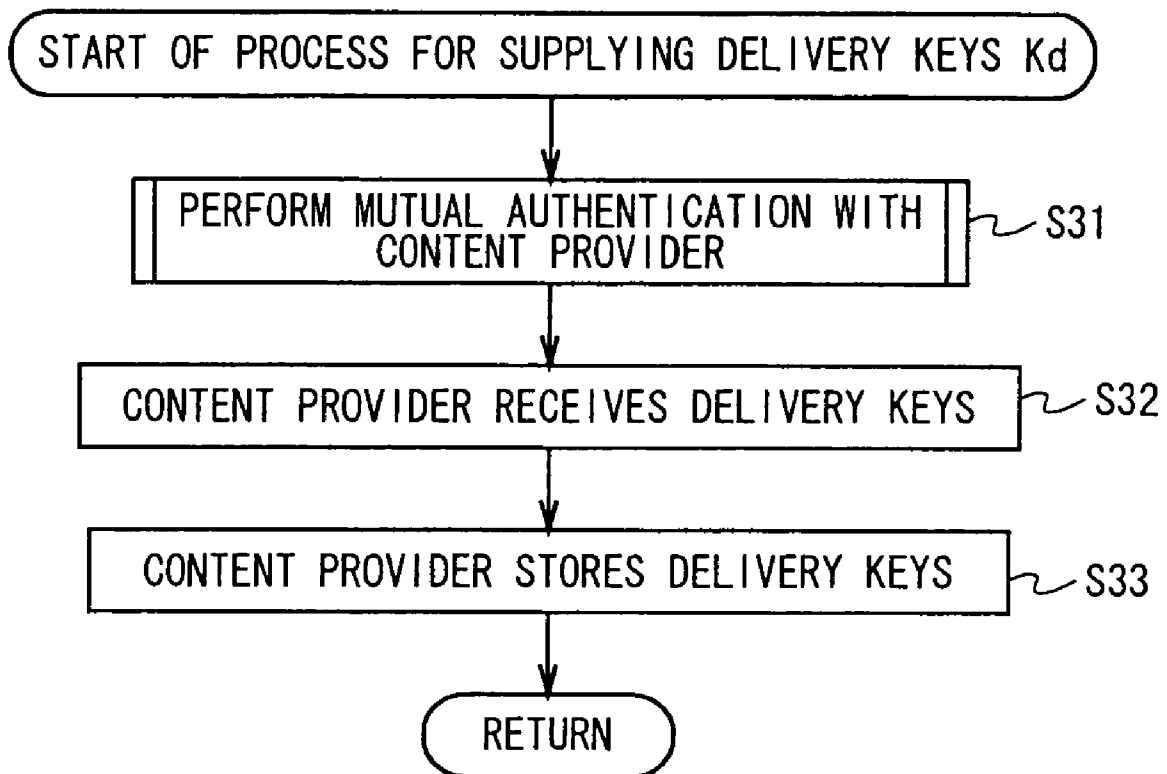 START OF PROCESS FOR SUPPLYING DELIVERY KEYS Kd
PERFORM MUTUAL AUTHENTICATION WITH
CONTENT PROVIDER
S31
CONTENT PROVIDER RECEIVES DELIVERY KEYS
S32
CONTENT PROVIDER STORES DELIVERY KEYS
S33
RETURN